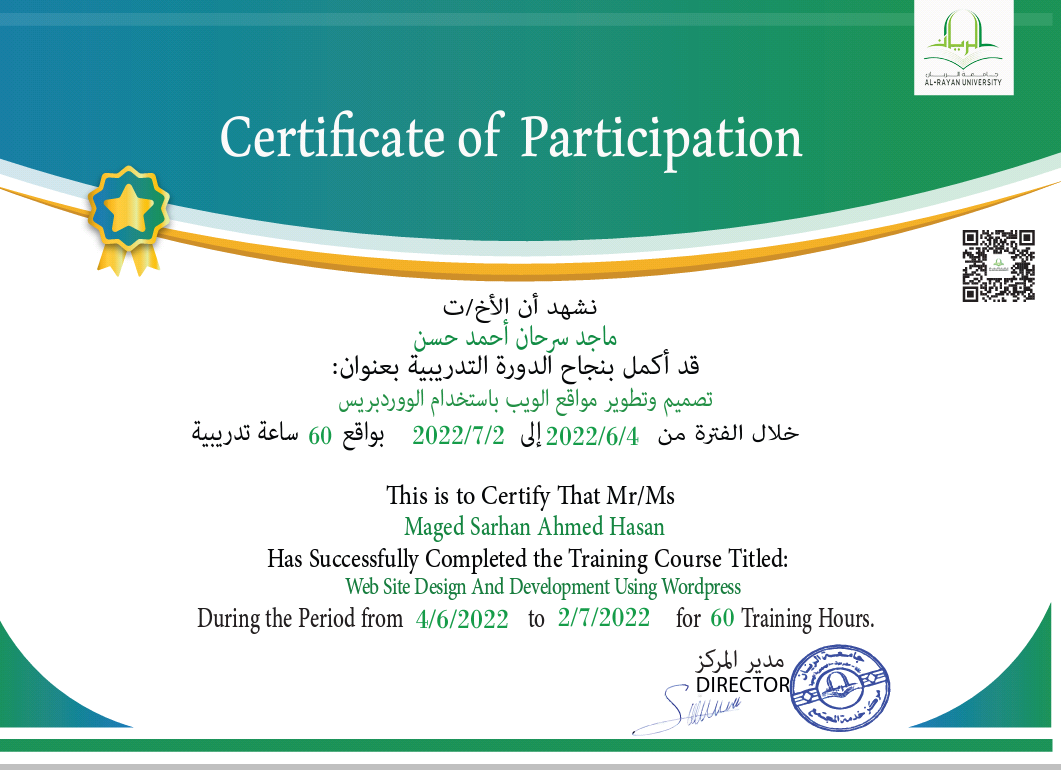 جامعة الريان
AL-RAYAN UNIVERSITY
Certificate of Participation
نشهد أن الأخ/ت
ماجد سرحان أحمد حسن
قد أكمل بنجاح الدورة التدريبية بعنوان:
تصميم وتطوير مواقع الويب باستخدام الووردبريس
خلال الفترة من 2022/6/4 إلى 2022/7/2 بواقع 60 ساعة تدريبية
This is to Certify That Mr/Ms
Maged Sarhan Ahmed Hasan
Has Successfully Completed the Training Course Titled:
Web Site Design And Development Using Wordpress
During the Period from 4/6/2022 to 2/7/2022 for 60 Training Hours.
مدير المركز
DIRECTOR
جامعة الريان
مركز خدمة المجتمع